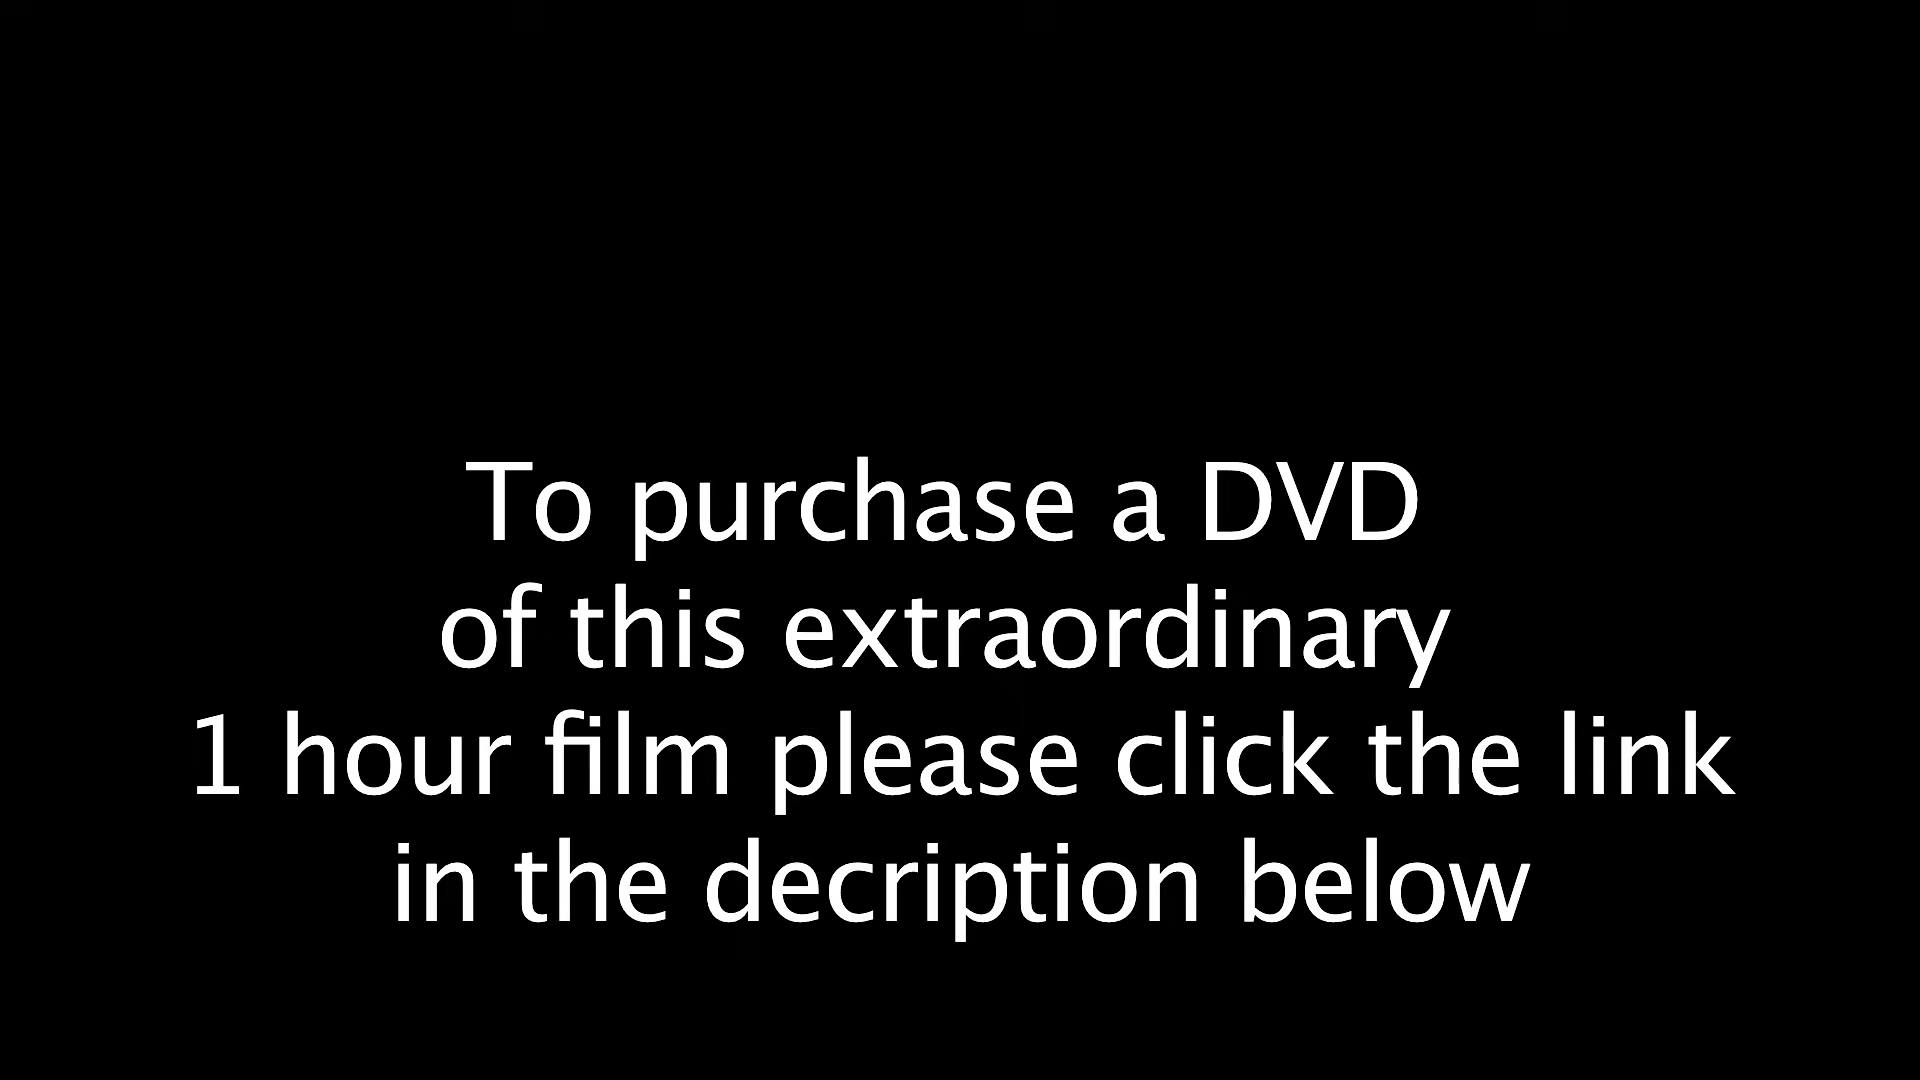 To purchase a DVD
of this extraordinary
1 hour film please click the link
in the decription below